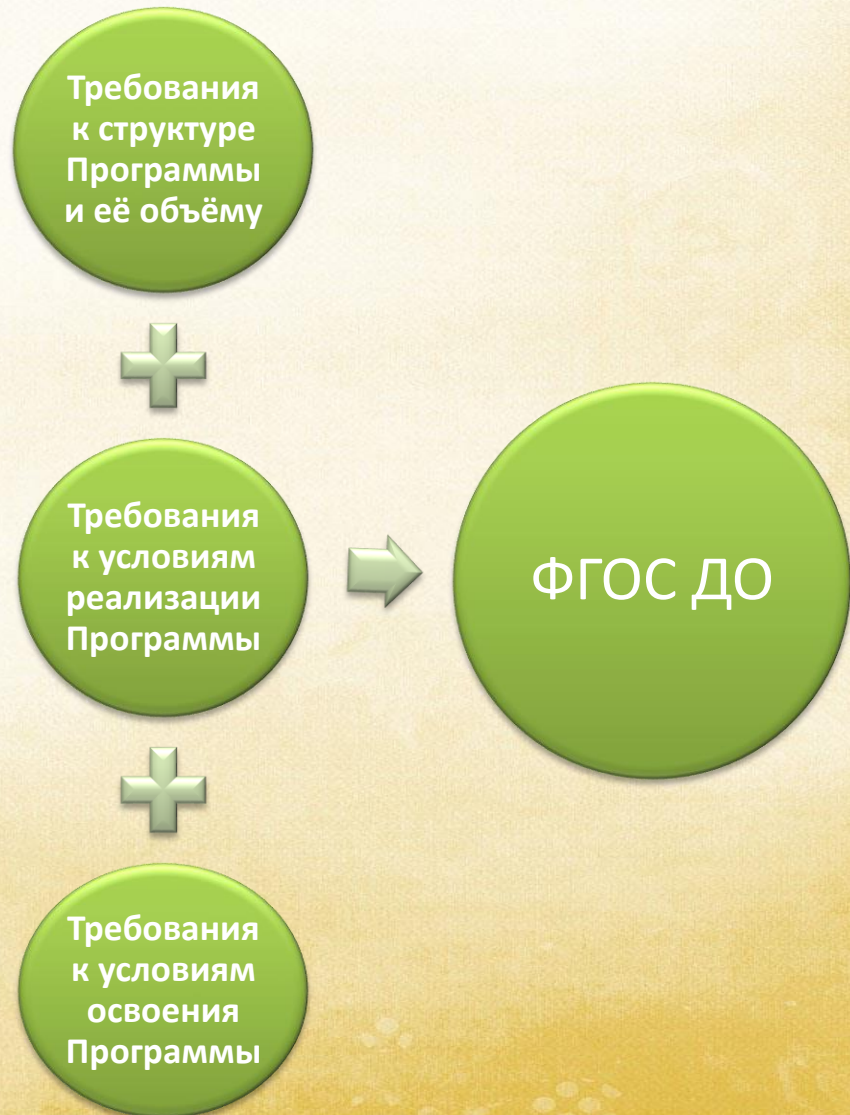 Требования
к структуре
Программы
и её объёму
Требования
к условиям
реализации
Программы
ФГОС ДО
Требования
к условиям
освоения
Программы